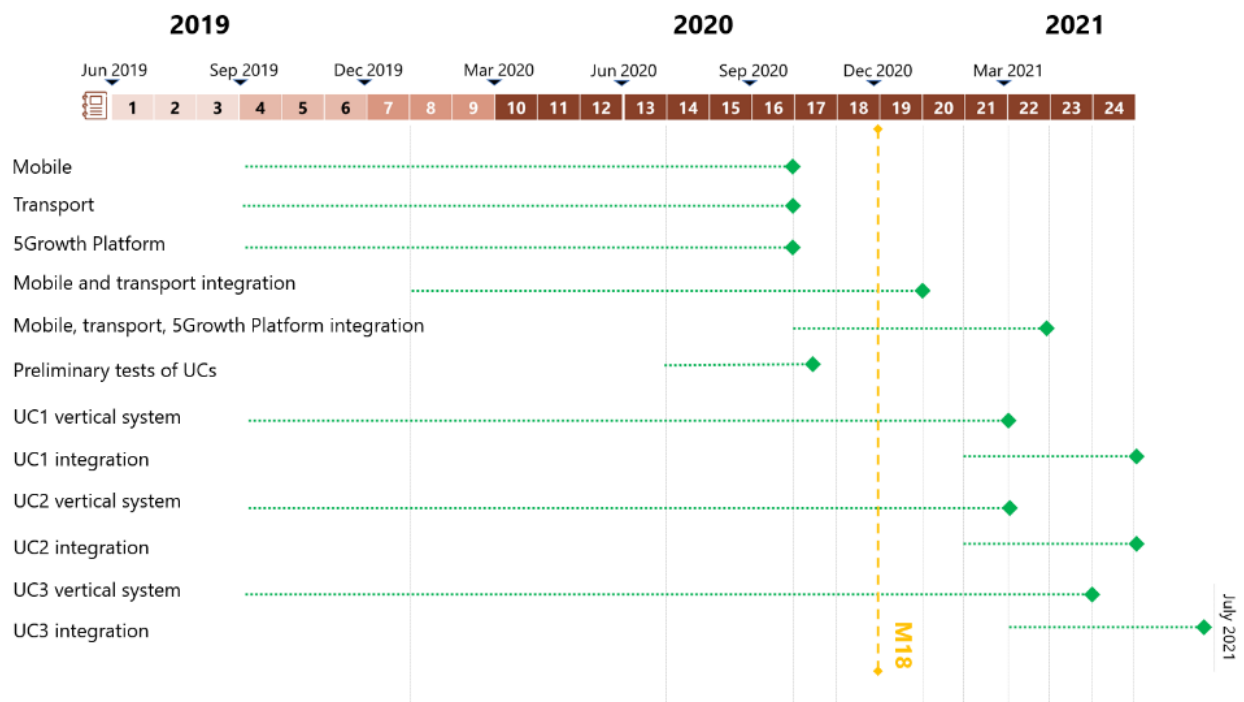 2019 2020 2021
Jun 2019 Sep 2019 Dec 2019 Mar 2020 Jun 2020 Sep 2020 Dec 2020 Mar 2021
1 2 3 4 5 6 7 8 9 10 11 12 13 14 15 16 17 18 19 20 21 22 23 24
Mobile
Transport
5Growth Platform
Mobile and transport integration
Mobile, transport, 5Growth Platform integration
Preliminary tests of UCs
UC1 vertical system
UC1 integration
UC2 vertical system
UC2 integration
UC3 vertical system
UC3 integration
M18
July 2021